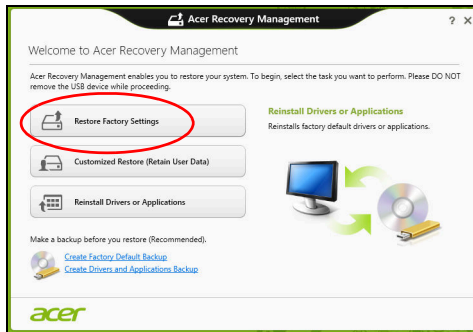 Acer Recovery Management
? X
Welcome to Acer Recovery Management
Acer Recovery Management enables you to restore your system. To begin, select the task you want to perform. Please DO NOT
remove the USB device while proceeding.
Restore Factory Settings
Reinstall Drivers or Applications
Reinstalls factory default drivers or applications.
Customized Restore (Retain User Data)
Reinstall Drivers or Applications
Make a backup before you restore (Recommended).
Create Factory Default Backup
Create Drivers and Applications Backup
acer